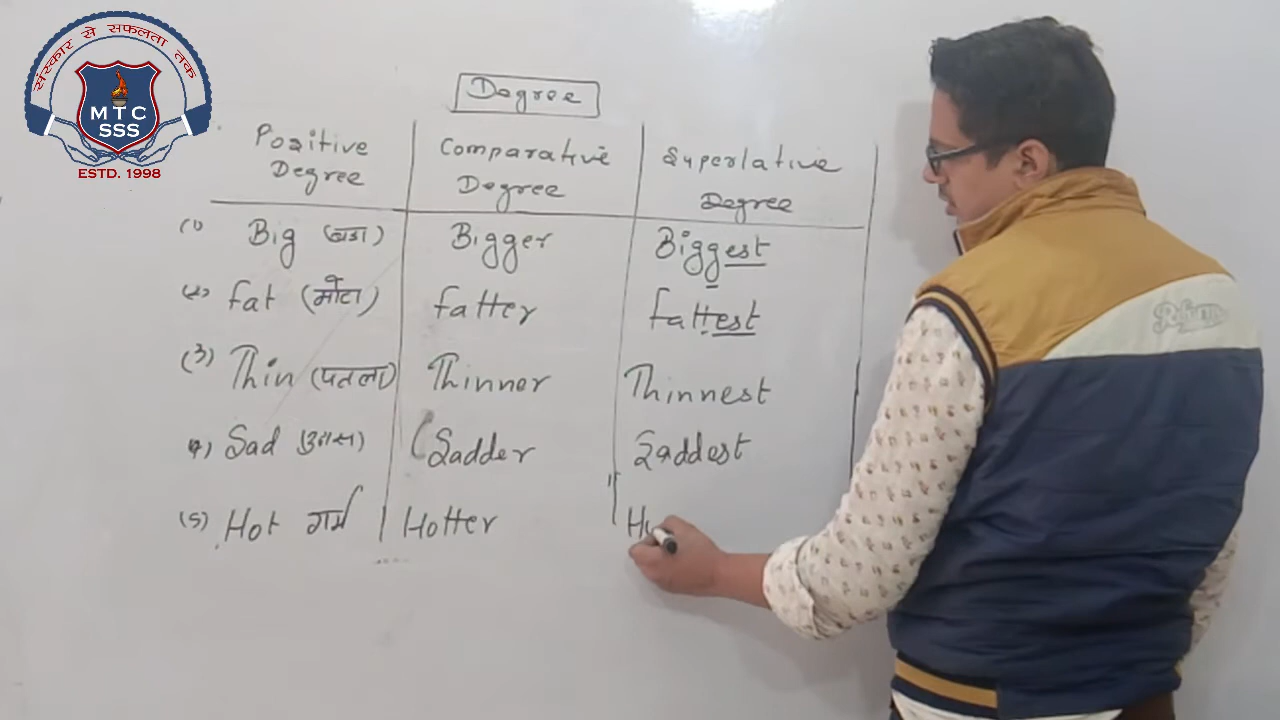 संस्कार से सफलता तक
MTC
SSS
ESTD. 1998
Degree
Positive Degree
Comparative Degree
Superlative Degree
(1) Big (बड़ा) Bigger Biggest
(2) Fat (मोटा) Fatter Fattest
(3) Thin (पतला) Thinner Thinnest
4) Sad (उदास) Sadder Saddest
(5) Hot गर्म Hotter